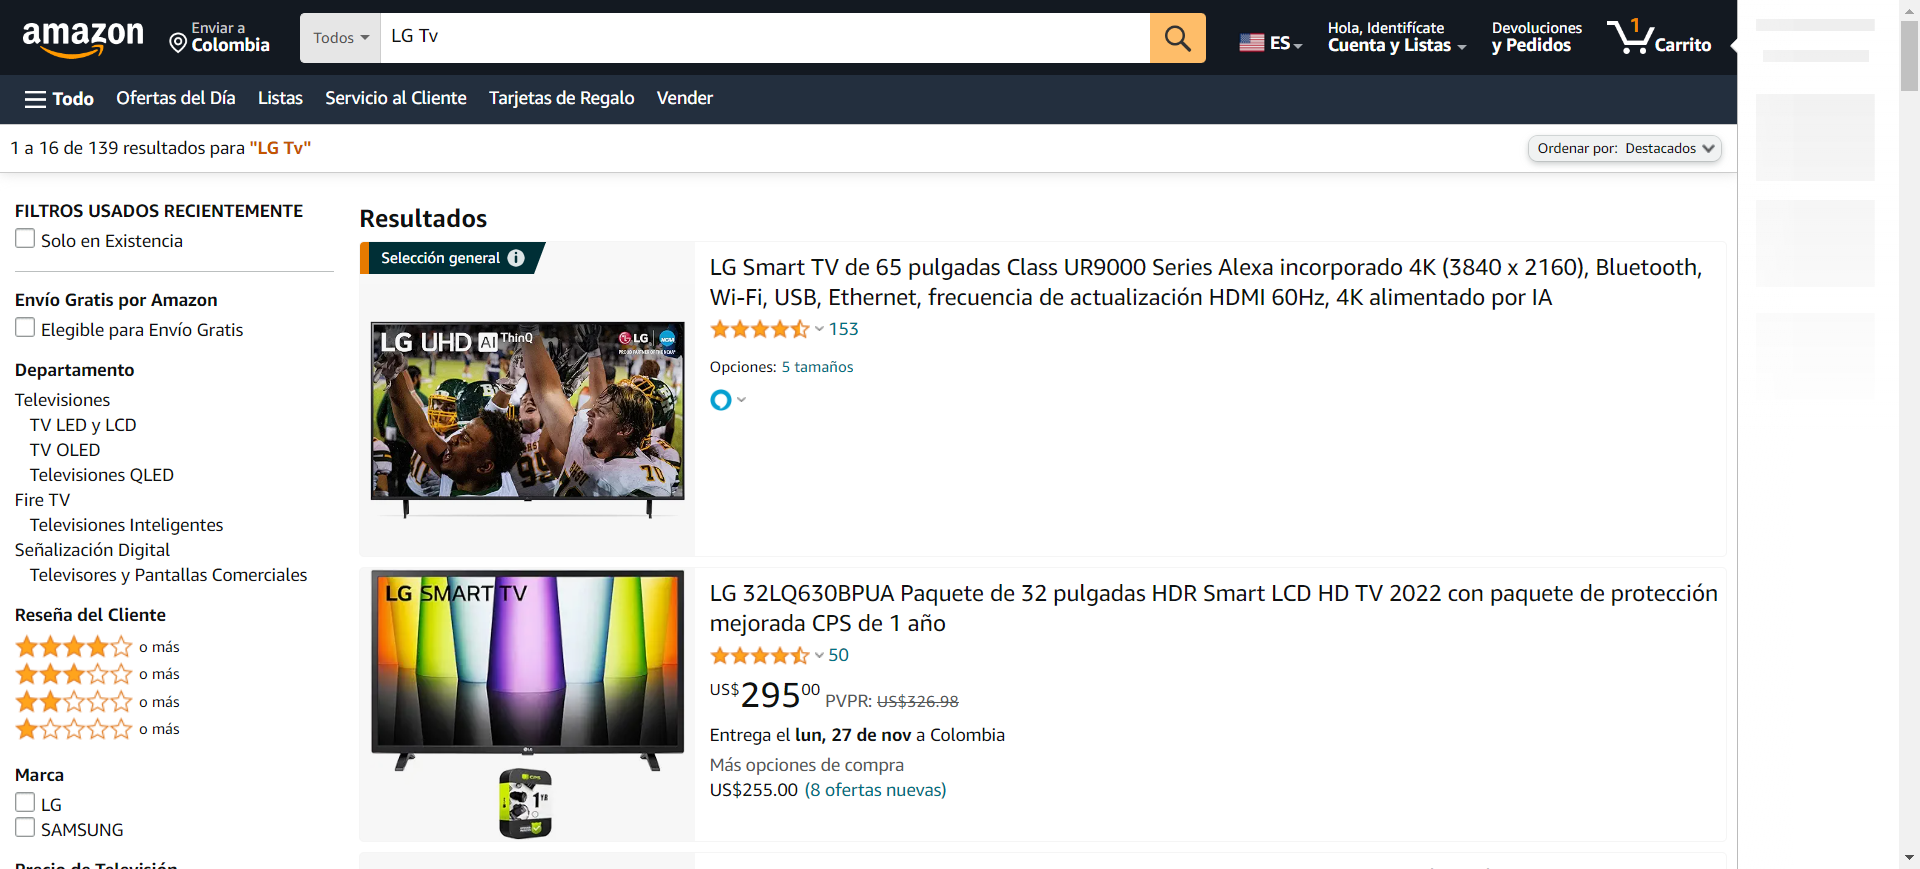 amazon
Enviar a
Colombia
Todos
LG Tv
ES
Hola, Identifícate
Cuenta y Listas
Devoluciones
y Pedidos
1
Carrito
Todo
Ofertas del Día
Listas
Servicio al Cliente
Tarjetas de Regalo
Vender
1 a 16 de 139 resultados para "LG Tv"
Ordenar por: Destacados
FILTROS USADOS RECIENTEMENTE
Solo en Existencia
Envío Gratis por Amazon
Elegible para Envío Gratis
Departamento
Televisiones
TV LED y LCD
TV OLED
Televisiones QLED
Fire TV
Televisiones Inteligentes
Señalización Digital
Televisores y Pantallas Comerciales
Reseña del Cliente
o más
o más
o más
o más
Marca
LG
SAMSUNG
Precio de Televisión
Resultados
Selección general
LG UHD AI ThinQ
LG
LG Smart TV de 65 pulgadas Class UR9000 Series Alexa incorporado 4K (3840 x 2160), Bluetooth,
Wi-Fi, USB, Ethernet, frecuencia de actualización HDMI 60Hz, 4K alimentado por IA
153
Opciones: 5 tamaños
LG SMART TV
CPS
1 YR
LG 32LQ630BPUA Paquete de 32 pulgadas HDR Smart LCD HD TV 2022 con paquete de protección
mejorada CPS de 1 año
50
US$29500 PVPR: US$326.98
Entrega el lun, 27 de nov a Colombia
Más opciones de compra
US$255.00 (8 ofertas nuevas)